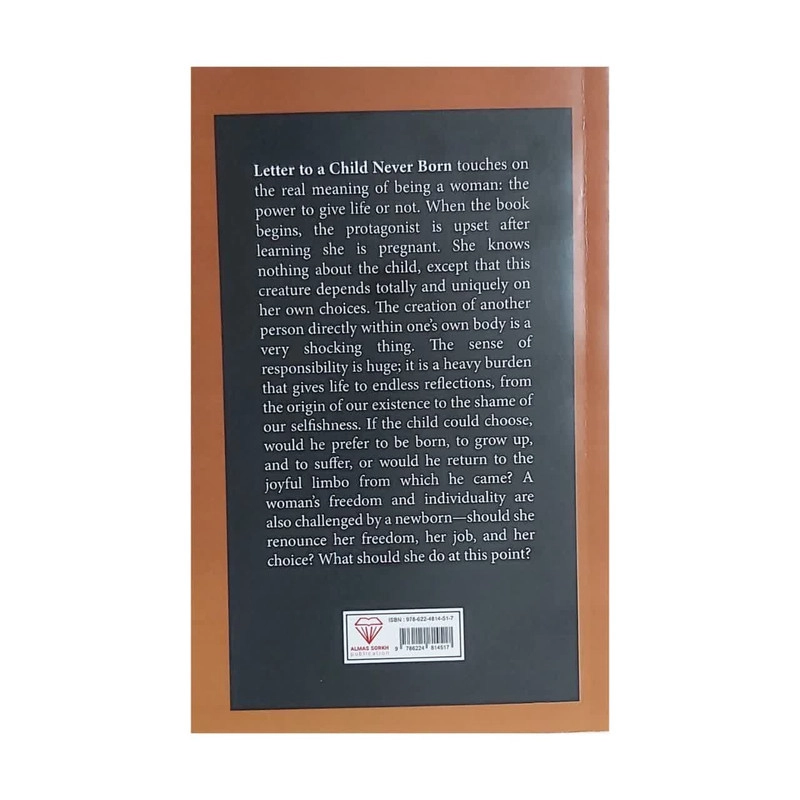 Letter to a Child Never Born touches on
the real meaning of being a woman: the
power to give life or not. When the book
begins, the protagonist is upset after
learning she is pregnant. She knows
nothing about the child, except that this
creature depends totally and uniquely on
her own choices. The creation of another
person directly within one's own body is a
very shocking thing. The sense of
responsibility is huge; it is a heavy burden
that gives life to endless reflections, from
the origin of our existence to the shame of
our selfishness. If the child could choose,
would he prefer to be born, to grow up,
and to suffer, or would he return to the
joyful limbo from which he came? A
woman's freedom and individuality are
also challenged by a newborn—should she
renounce her freedom, her job, and her
choice? What should she do at this point?
ISBN : 978-622-4814-51-7
ALMAS SORKH
publication
9 786224 814517